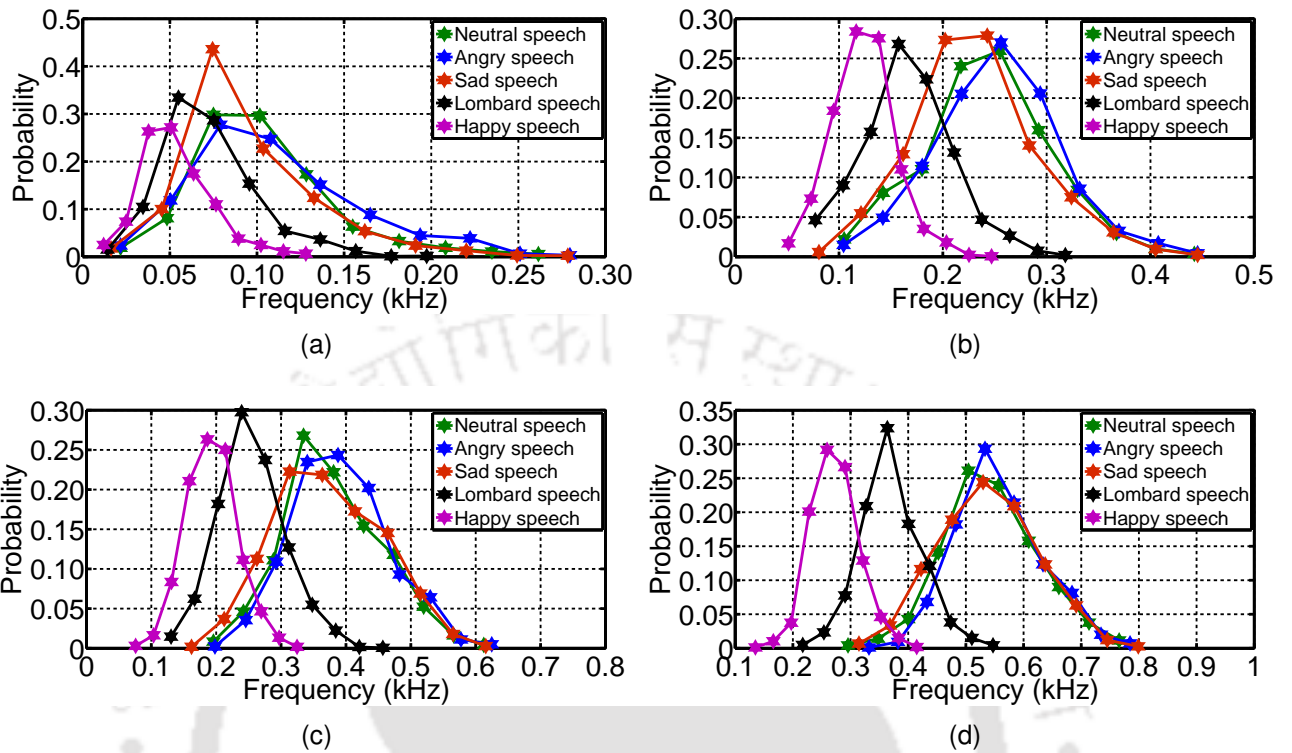 0.5
0.4
0.3
0.2
0.1
0
Probability
Neutral speech
Angry speech
Sad speech
Lombard speech
Happy speech
0 0.05 0.10 0.15 0.20 0.25 0.30
Frequency (kHz)
(a)
0.30
0.25
0.20
0.15
0.10
0.05
0
Probability
Neutral speech
Angry speech
Sad speech
Lombard speech
Happy speech
0 0.1 0.2 0.3 0.4 0.5
Frequency (kHz)
(b)
0.30
0.25
0.20
0.15
0.10
0.05
0
Probability
Neutral speech
Angry speech
Sad speech
Lombard speech
Happy speech
0 0.1 0.2 0.3 0.4 0.5 0.6 0.7 0.8
Frequency (kHz)
(c)
0.35
0.30
0.25
0.20
0.15
0.10
0.05
0
Probability
Neutral speech
Angry speech
Sad speech
Lombard speech
Happy speech
0.1 0.2 0.3 0.4 0.5 0.6 0.7 0.8 0.9 1
Frequency (kHz)
(d)